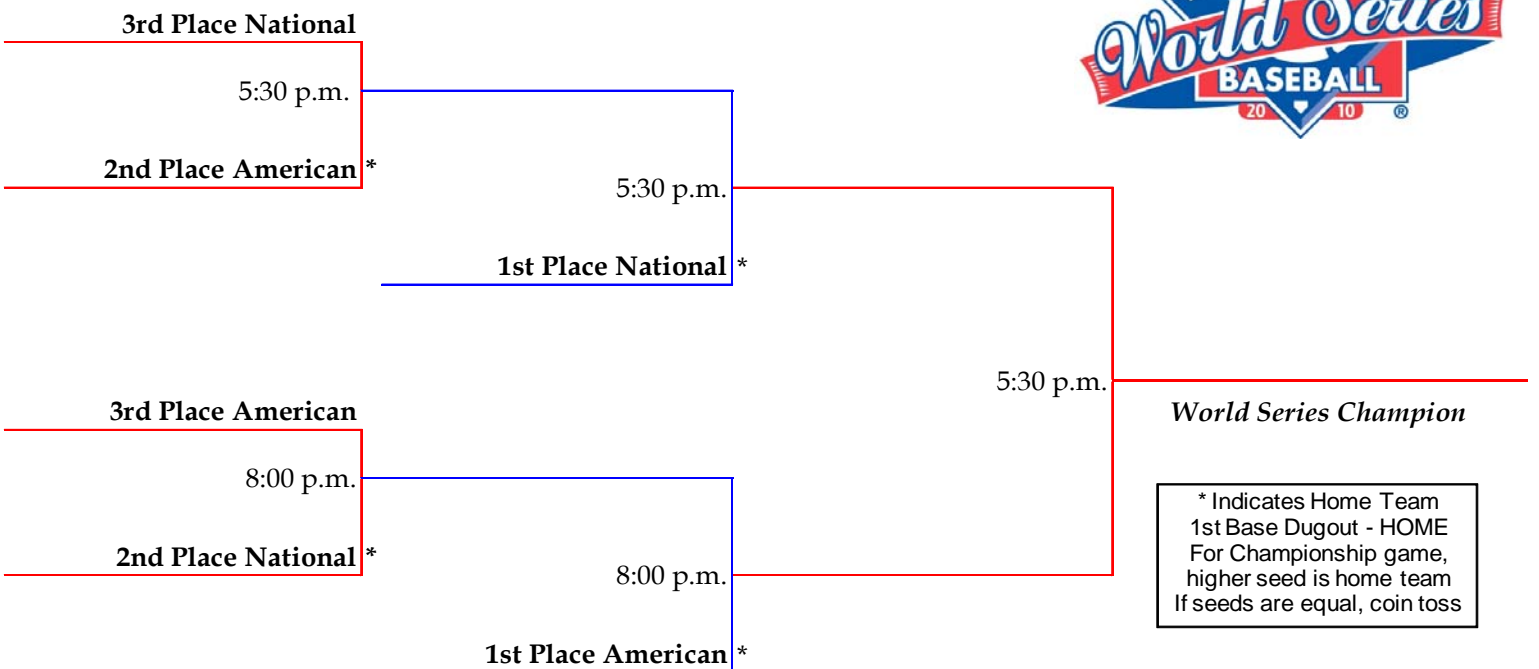 World Series
BASEBALL
20 10 ®
3rd Place National
5:30 p.m.
2nd Place American *
5:30 p.m.
1st Place National *
5:30 p.m.
World Series Champion
3rd Place American
8:00 p.m.
2nd Place National *
8:00 p.m.
1st Place American *
* Indicates Home Team
1st Base Dugout - HOME
For Championship game,
higher seed is home team
If seeds are equal, coin toss